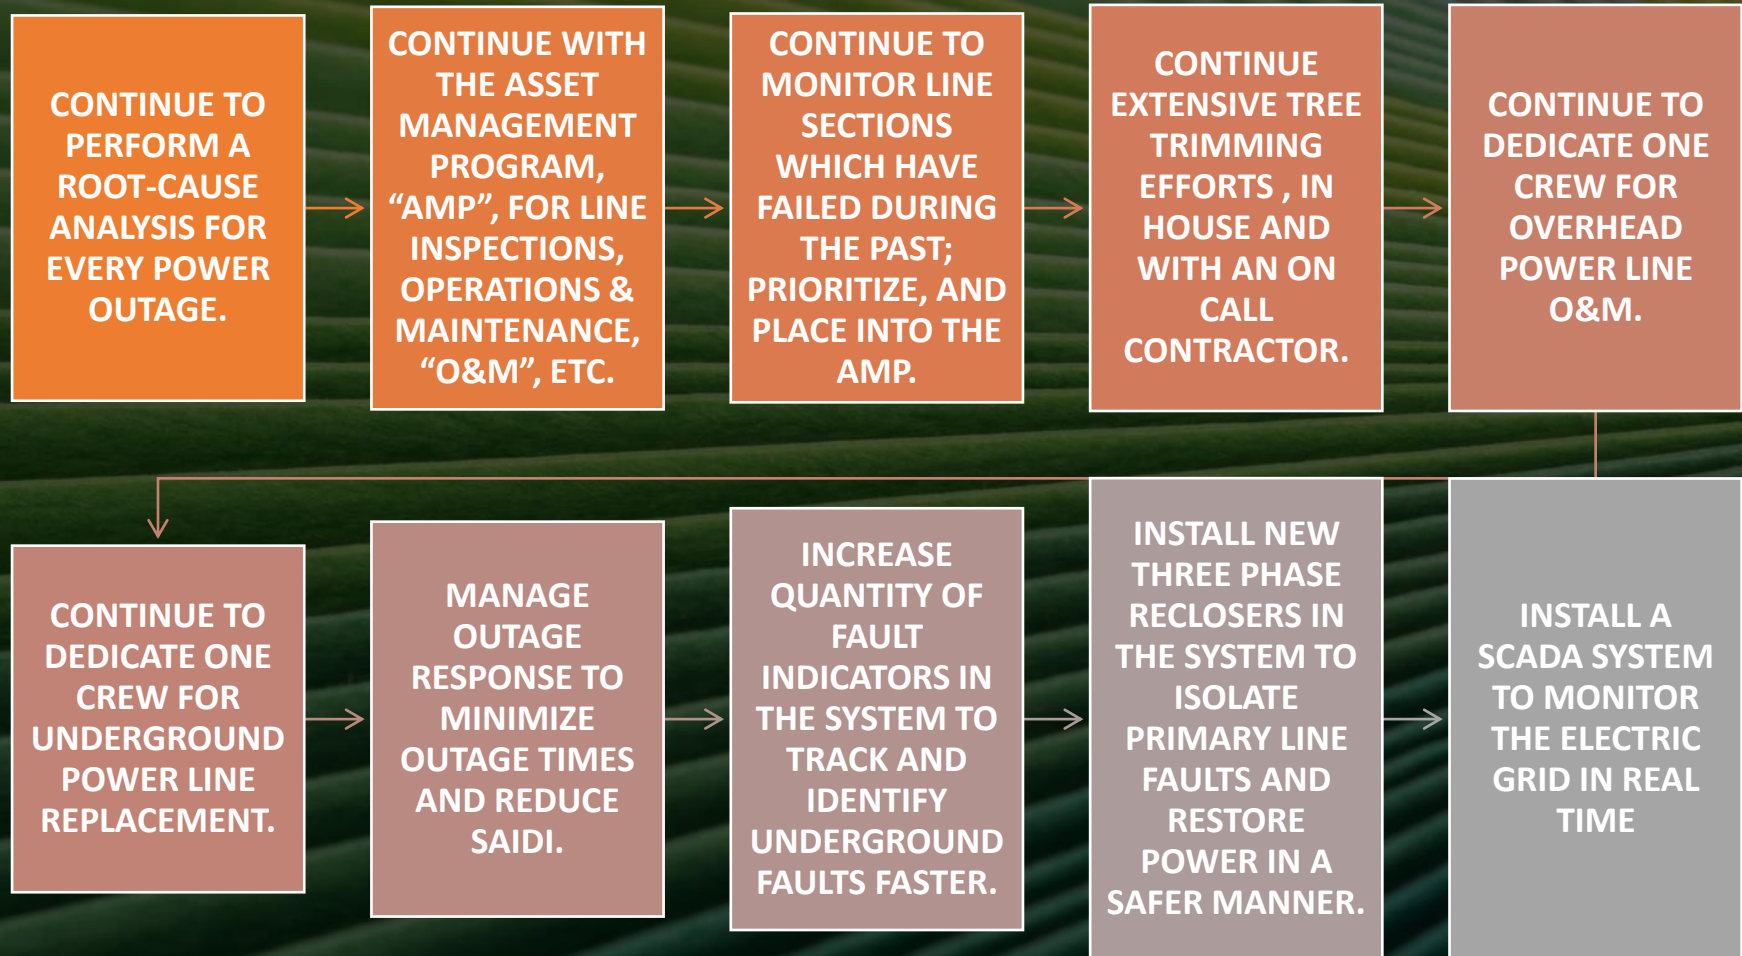 CONTINUE TO
PERFORM A
ROOT-CAUSE
ANALYSIS FOR
EVERY POWER
OUTAGE.
CONTINUE WITH
THE ASSET
MANAGEMENT
PROGRAM,
“AMP”, FOR LINE
INSPECTIONS,
OPERATIONS &
MAINTENANCE,
“O&M”, ETC.
CONTINUE TO
MONITOR LINE
SECTIONS
WHICH HAVE
FAILED DURING
THE PAST;
PRIORITIZE, AND
PLACE INTO THE
AMP.
CONTINUE
EXTENSIVE TREE
TRIMMING
EFFORTS , IN
HOUSE AND
WITH AN ON
CALL
CONTRACTOR.
CONTINUE TO
DEDICATE ONE
CREW FOR
OVERHEAD
POWER LINE
O&M.
CONTINUE TO
DEDICATE ONE
CREW FOR
UNDERGROUND
POWER LINE
REPLACEMENT.
MANAGE
OUTAGE
RESPONSE TO
MINIMIZE
OUTAGE TIMES
AND REDUCE
SAIDI.
INCREASE
QUANTITY OF
FAULT
INDICATORS IN
THE SYSTEM TO
TRACK AND
IDENTIFY
UNDERGROUND
FAULTS FASTER.
INSTALL NEW
THREE PHASE
RECLOSERS IN
THE SYSTEM TO
ISOLATE
PRIMARY LINE
FAULTS AND
RESTORE
POWER IN A
SAFER MANNER.
INSTALL A
SCADA SYSTEM
TO MONITOR
THE ELECTRIC
GRID IN REAL
TIME